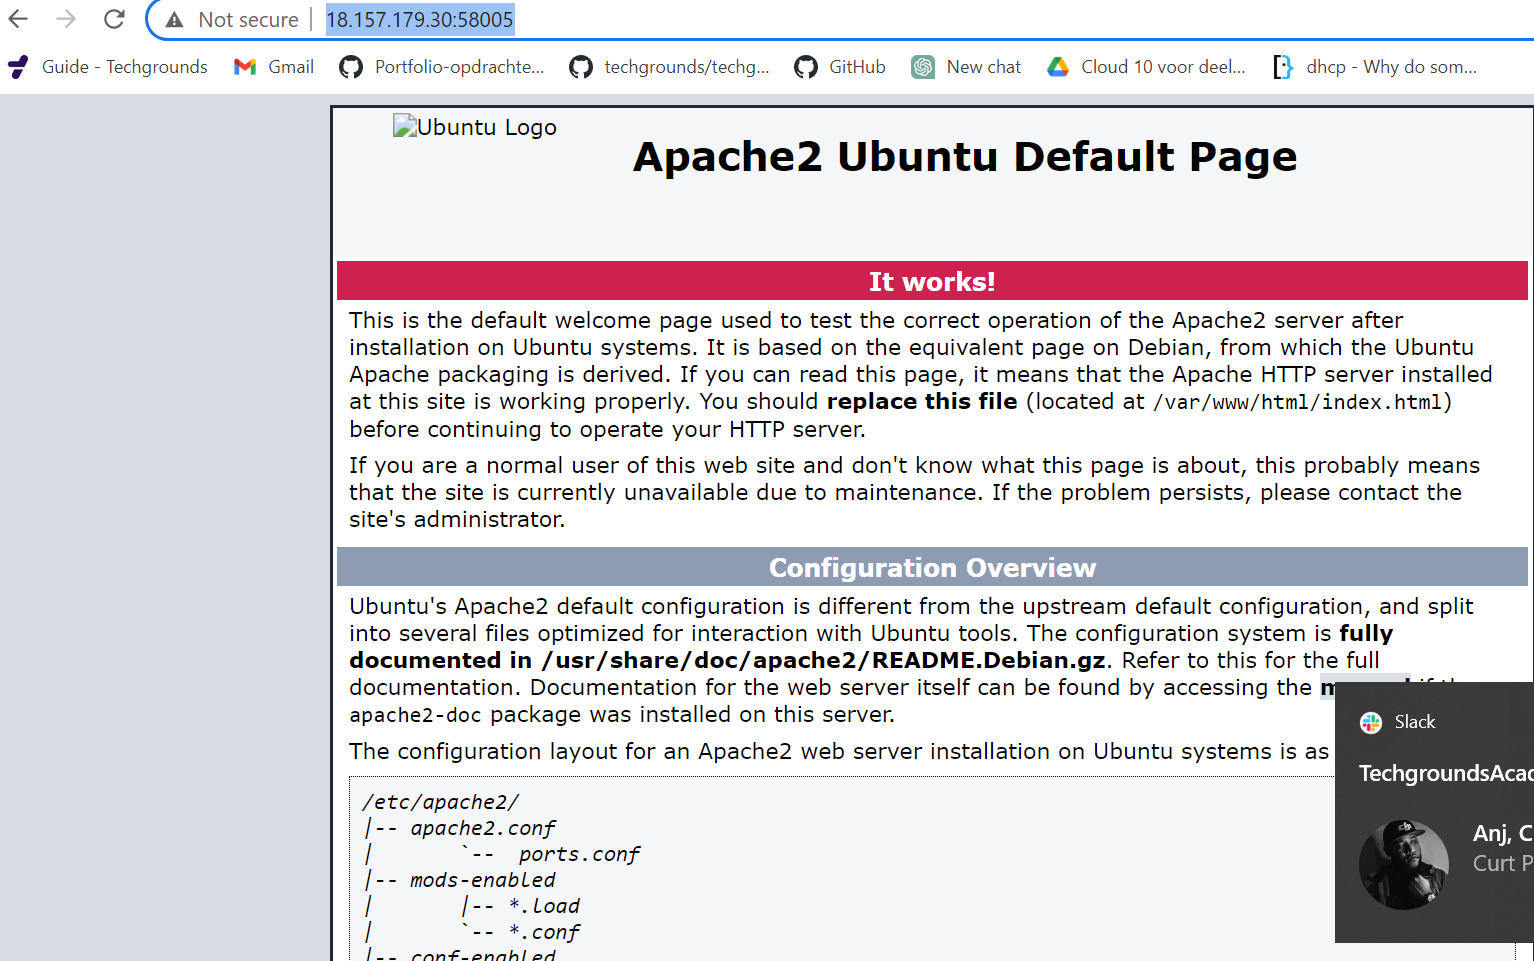 Not secure | 18.157.179.30:58005
Guide - Techgrounds Gmail Portfolio-opdrachte... techgrounds/techg... GitHub New chat Cloud 10 voor deel... dhcp - Why do som...
Ubuntu Logo
Apache2 Ubuntu Default Page
It works!
This is the default welcome page used to test the correct operation of the Apache2 server after
installation on Ubuntu systems. It is based on the equivalent page on Debian, from which the Ubuntu
Apache packaging is derived. If you can read this page, it means that the Apache HTTP server installed
at this site is working properly. You should replace this file (located at /var/www/html/index.html)
before continuing to operate your HTTP server.
If you are a normal user of this web site and don't know what this page is about, this probably means
that the site is currently unavailable due to maintenance. If the problem persists, please contact the
site's administrator.
Configuration Overview
Ubuntu's Apache2 default configuration is different from the upstream default configuration, and split
into several files optimized for interaction with Ubuntu tools. The configuration system is fully
documented in /usr/share/doc/apache2/README.Debian.gz. Refer to this for the full
documentation. Documentation for the web server itself can be found by accessing the
apache2-doc package was installed on this server.
The configuration layout for an Apache2 web server installation on Ubuntu systems is as
/etc/apache2/
|-- apache2.conf
|       `--  ports.conf
|-- mods-enabled
|       |-- *.load
|       `-- *.conf
|-- conf-enabled
Slack
TechgroundsAcad
Anj, C
Curt P